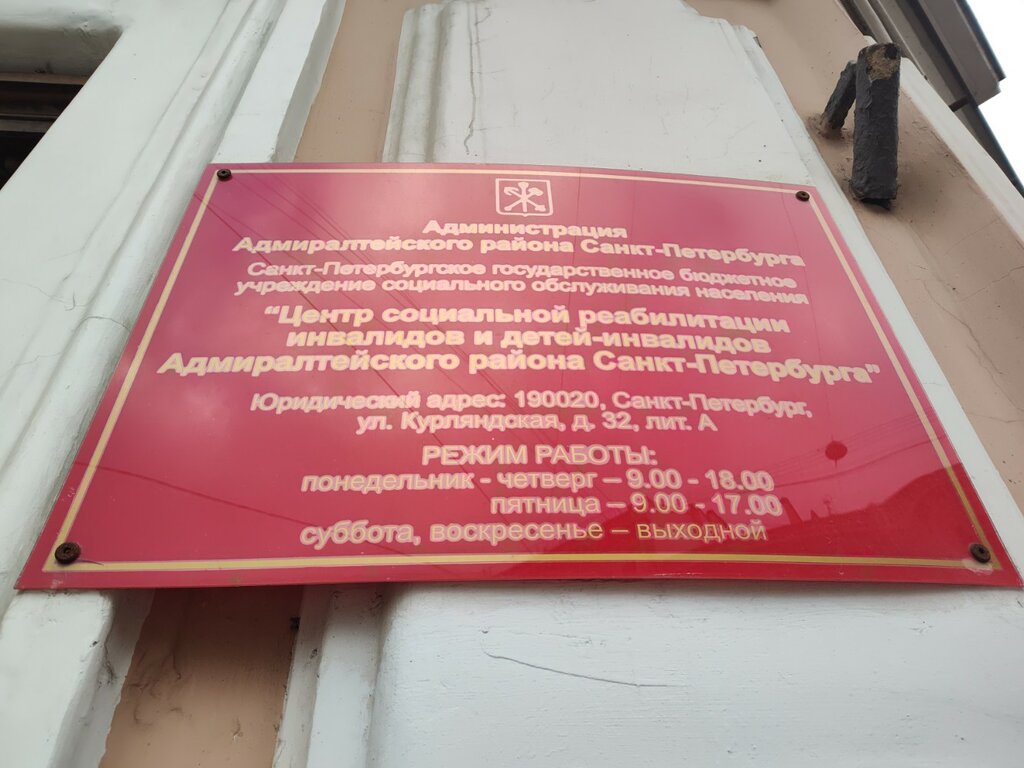 Администрация
Адмиралтейского района Санкт-Петербурга
Санкт-Петербургское государственное бюджетное
учреждение социального обслуживания населения
"Центр социальной реабилитации
инвалидов и детей-инвалидов
Адмиралтейского района Санкт-Петербурга"
Юридический адрес: 190020, Санкт-Петербург,
ул. Курляндская, д. 32, лит. А
РЕЖИМ РАБОТЫ:
понедельник - четверг – 9.00 - 18.00
пятница – 9.00 - 17.00
суббота, воскресенье – выходной